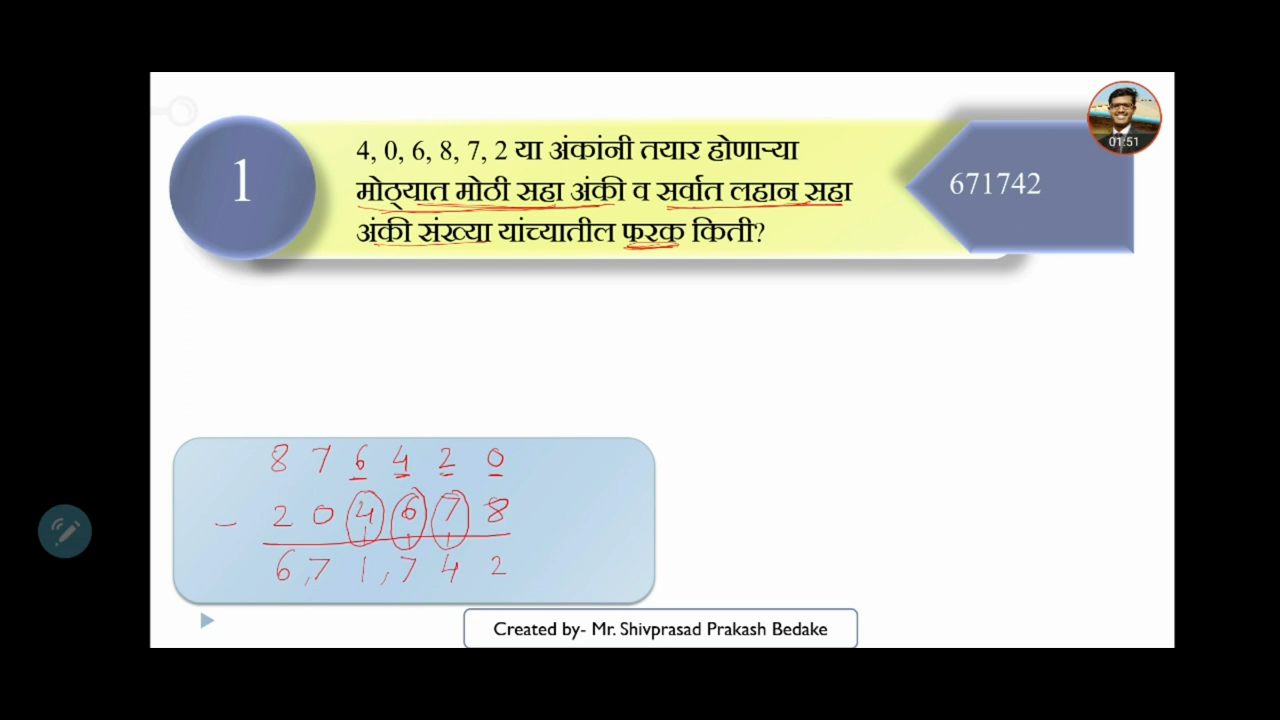 1
4, 0, 6, 8, 7, 2 या अंकांनी तयार होणाऱ्या
मोठ्यात मोठी सहा अंकी व सर्वात लहान सहा
अंकी संख्या यांच्यातील फरक किती?
671742
01:51
8 7 6 4 2 0
- 2 0 4 6 7 8
6,7 1,7 4 2
Created by- Mr. Shivprasad Prakash Bedake